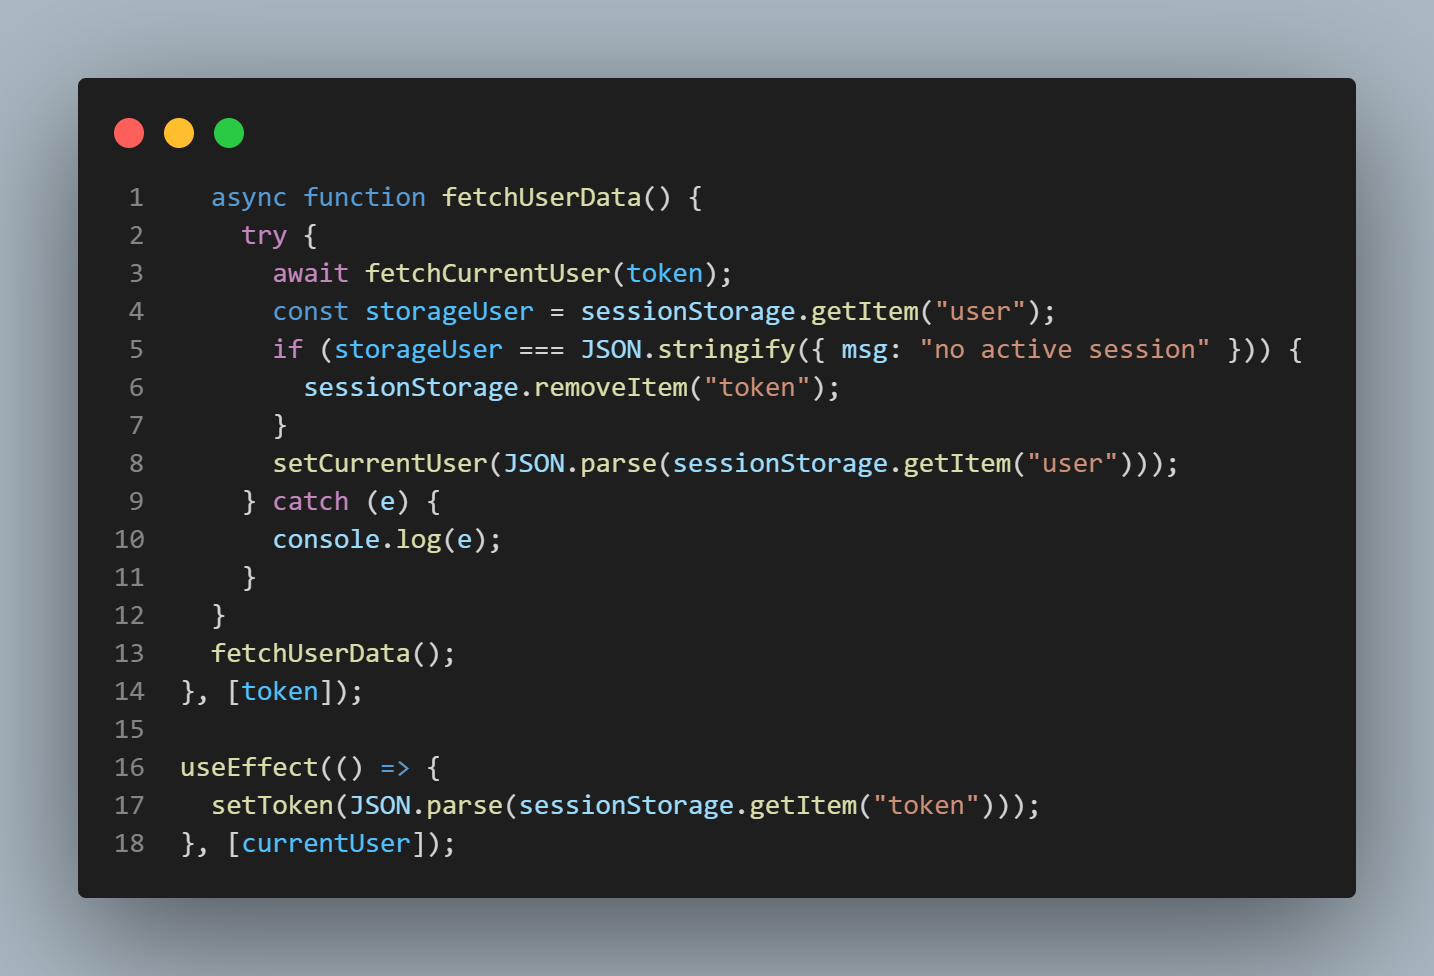 1 async function fetchUserData() {
2 try {
3 await fetchCurrentUser(token);
4 const storageUser = sessionStorage.getItem("user");
5 if (storageUser === JSON.stringify({ msg: "no active session" })) {
6 sessionStorage.removeItem("token");
7 }
8 setCurrentUser(JSON.parse(sessionStorage.getItem("user")));
9 } catch (e) {
10 console.log(e);
11 }
12 }
13 fetchUserData();
14 }, [token]);
15
16 useEffect(() => {
17 setToken(JSON.parse(sessionStorage.getItem("token")));
18 }, [currentUser]);